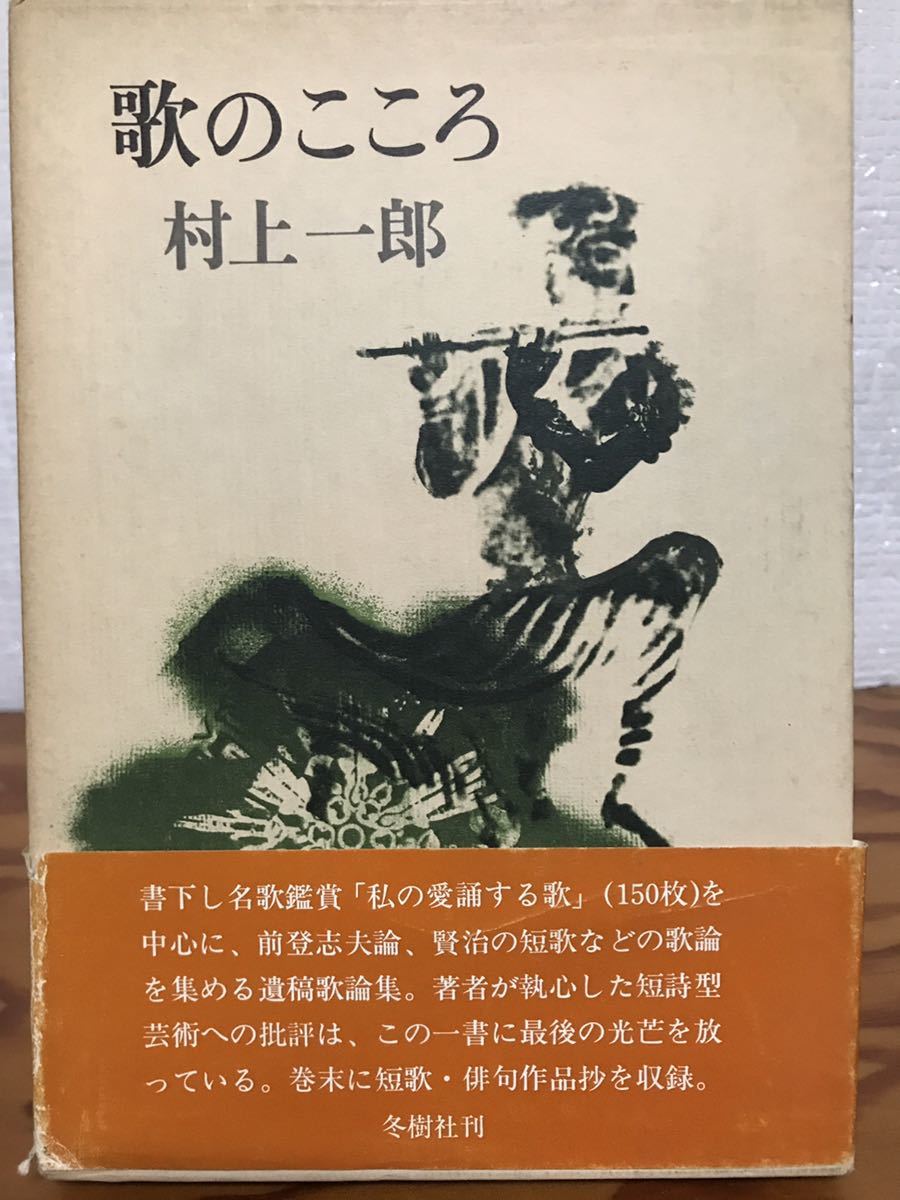 歌のこころ
村上一郎
書下し名歌鑑賞「私の愛誦する歌」(150枚)を
中心に、前登志夫論、賢治の短歌などの歌論
を集める遺稿歌論集。著者が執心した短詩型
芸術への批評は、この一書に最後の光芒を放
っている。巻末に短歌・俳句作品抄を収録。
冬樹社刊